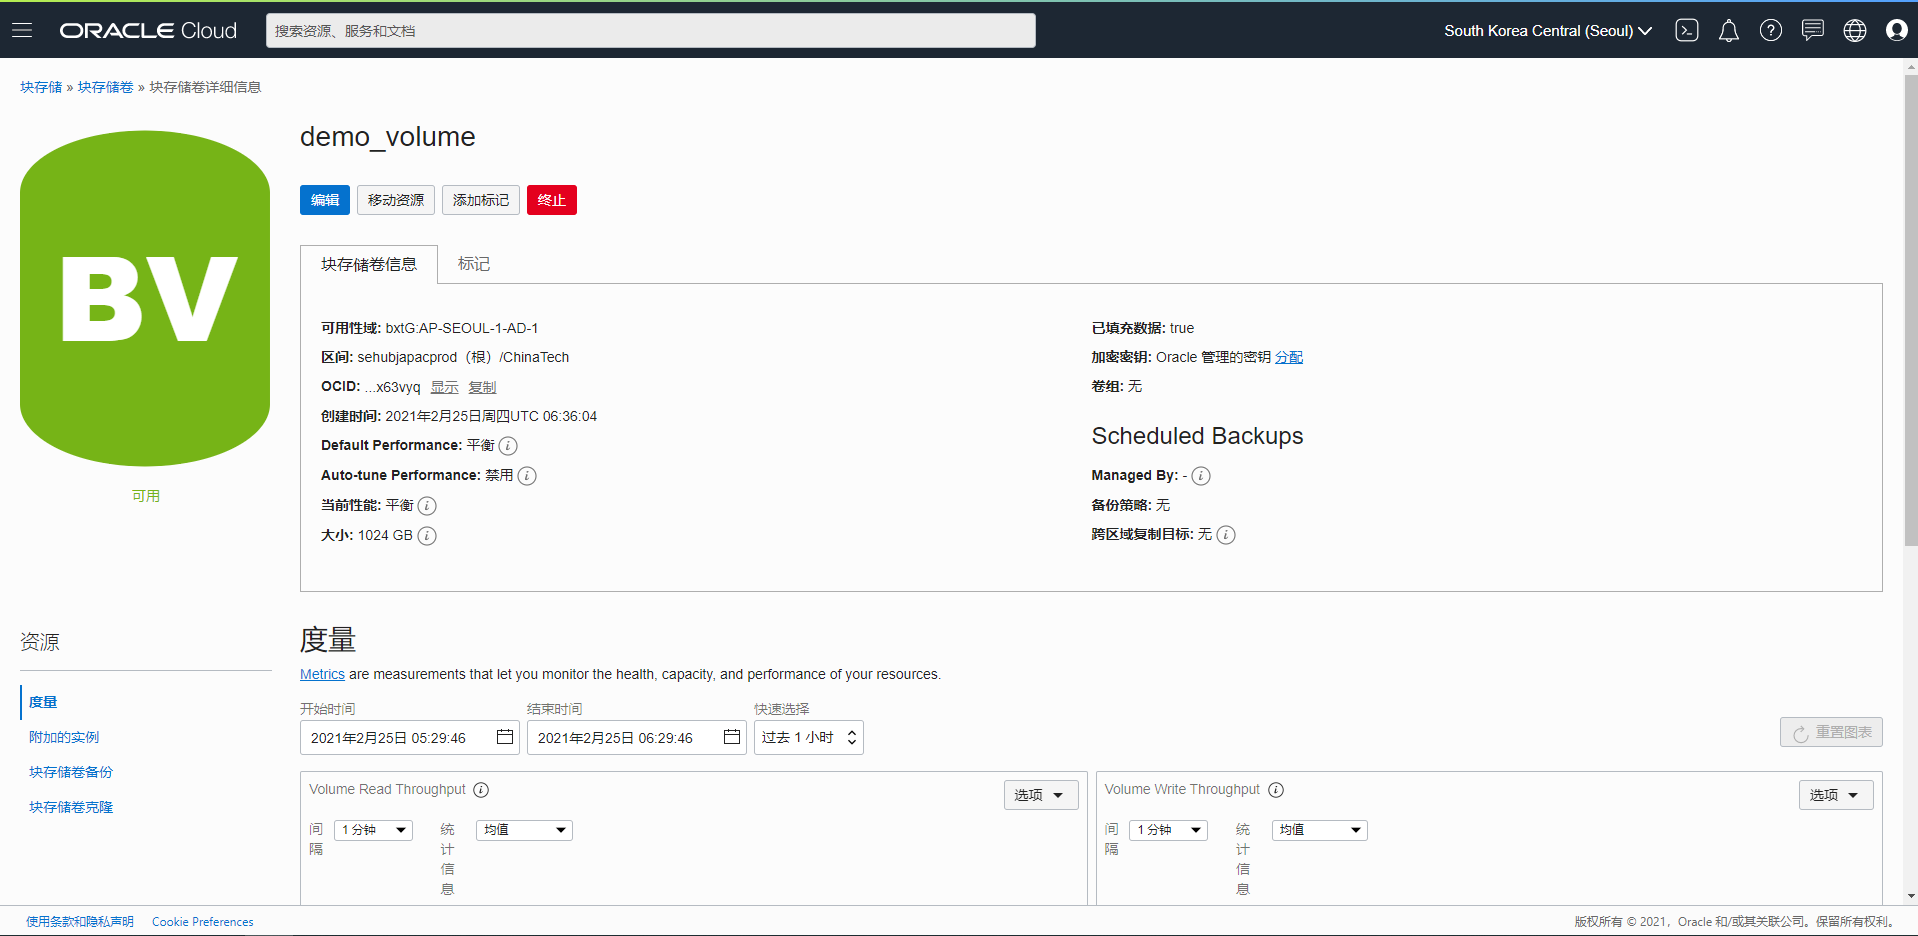 ORACLE Cloud
搜索资源、服务和文档
South Korea Central (Seoul)
块存储 » 块存储卷 » 块存储卷详细信息
BV
可用
demo_volume
编辑 移动资源 添加标记 终止
块存储卷信息 标记
可用性域: bxtG:AP-SEOUL-1-AD-1
区间: sehubjapacprod（根）/ChinaTech
OCID: ...x63vyq 显示 复制
创建时间: 2021年2月25日周四UTC 06:36:04
Default Performance: 平衡
Auto-tune Performance: 禁用
当前性能: 平衡
大小: 1024 GB
已填充数据: true
加密密钥: Oracle 管理的密钥 分配
卷组: 无
Scheduled Backups
Managed By: -
备份策略: 无
跨区域复制目标: 无
资源
度量
附加的实例
块存储卷备份
块存储卷克隆
度量
Metrics are measurements that let you monitor the health, capacity, and performance of your resources.
开始时间 结束时间 快速选择
2021年2月25日 05:29:46 2021年2月25日 06:29:46 过去 1 小时 重置图表
Volume Read Throughput 选项
间隔 1 分钟 统计信息 均值
Volume Write Throughput 选项
间隔 1 分钟 统计信息 均值
使用条款和隐私声明 Cookie Preferences
版权所有 © 2021，Oracle 和/或其关联公司。保留所有权利。